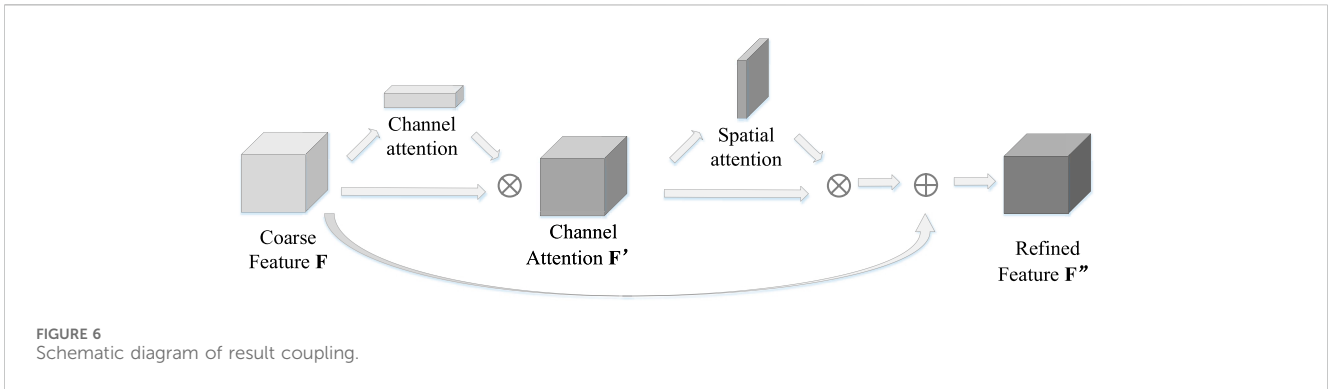 Channel
attention
Spatial
attention
Coarse
Feature F
Channel
Attention F’
Refined
Feature F”
FIGURE 6
Schematic diagram of result coupling.